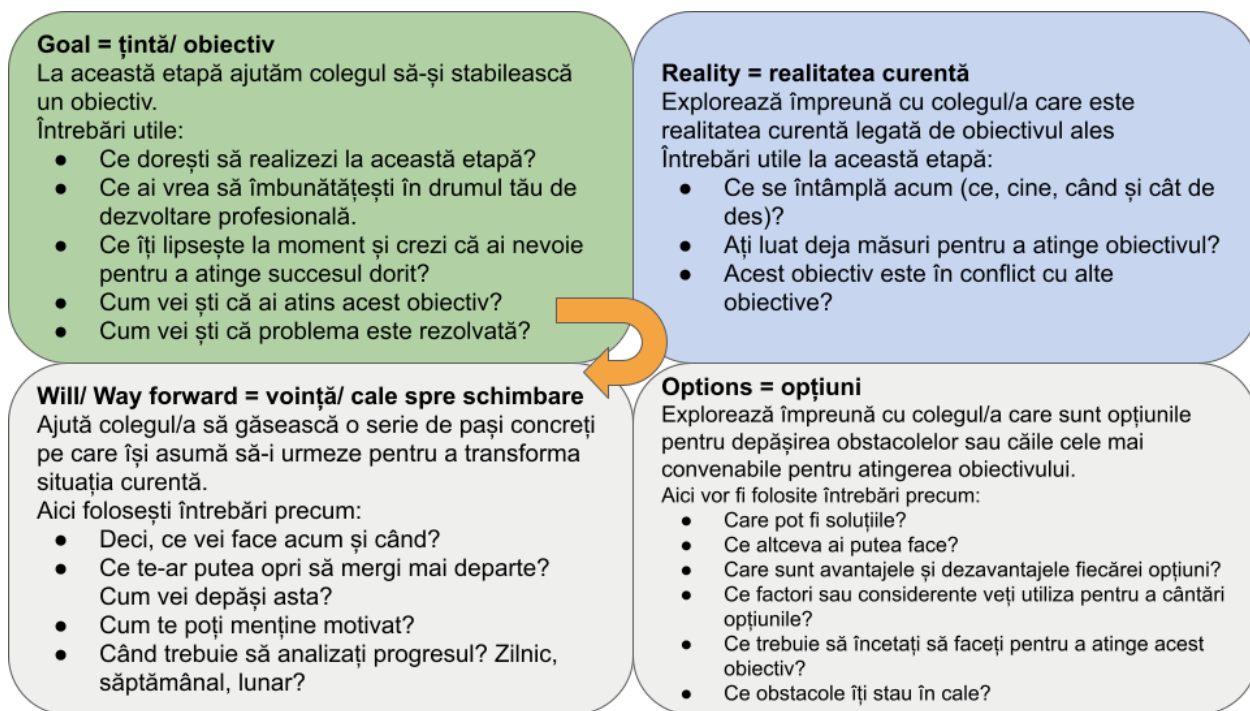 Goal = țintă/ obiectiv
La această etapă ajutăm colegul să-și stabilească
un obiectiv.
Întrebări utile:
● Ce dorești să realizezi la această etapă?
● Ce ai vrea să îmbunătățești în drumul tău de
dezvoltare profesională.
● Ce îți lipsește la moment și crezi că ai nevoie
pentru a atinge succesul dorit?
● Cum vei ști că ai atins acest obiectiv?
● Cum vei ști că problema este rezolvată?
Reality = realitatea curentă
Explorează împreună cu colegul/a care este
realitatea curentă legată de obiectivul ales
Întrebări utile la această etapă:
● Ce se întâmplă acum (ce, cine, când și cât de
des)?
● Ați luat deja măsuri pentru a atinge obiectivul?
● Acest obiectiv este în conflict cu alte
obiective?
Will/ Way forward = voință/ cale spre schimbare
Ajută colegul/a să găsească o serie de pași concreți
pe care își asumă să-i urmeze pentru a transforma
situația curentă.
Aici folosești întrebări precum:
● Deci, ce vei face acum și când?
● Ce te-ar putea opri să mergi mai departe?
Cum vei depăși asta?
● Cum te poți menține motivat?
● Când trebuie să analizați progresul? Zilnic,
săptămânal, lunar?
Options = opțiuni
Explorează împreună cu colegul/a care sunt opțiunile
pentru depășirea obstacolelor sau căile cele mai
convenabile pentru atingerea obiectivului.
Aici vor fi folosite întrebări precum:
● Care pot fi soluțiile?
● Ce altceva ai putea face?
● Care sunt avantajele și dezavantajele fiecărei opțiuni?
● Ce factori sau considerente veți utiliza pentru a cântări
opțiunile?
● Ce trebuie să încetați să faceți pentru a atinge acest
obiectiv?
● Ce obstacole îți stau în cale?